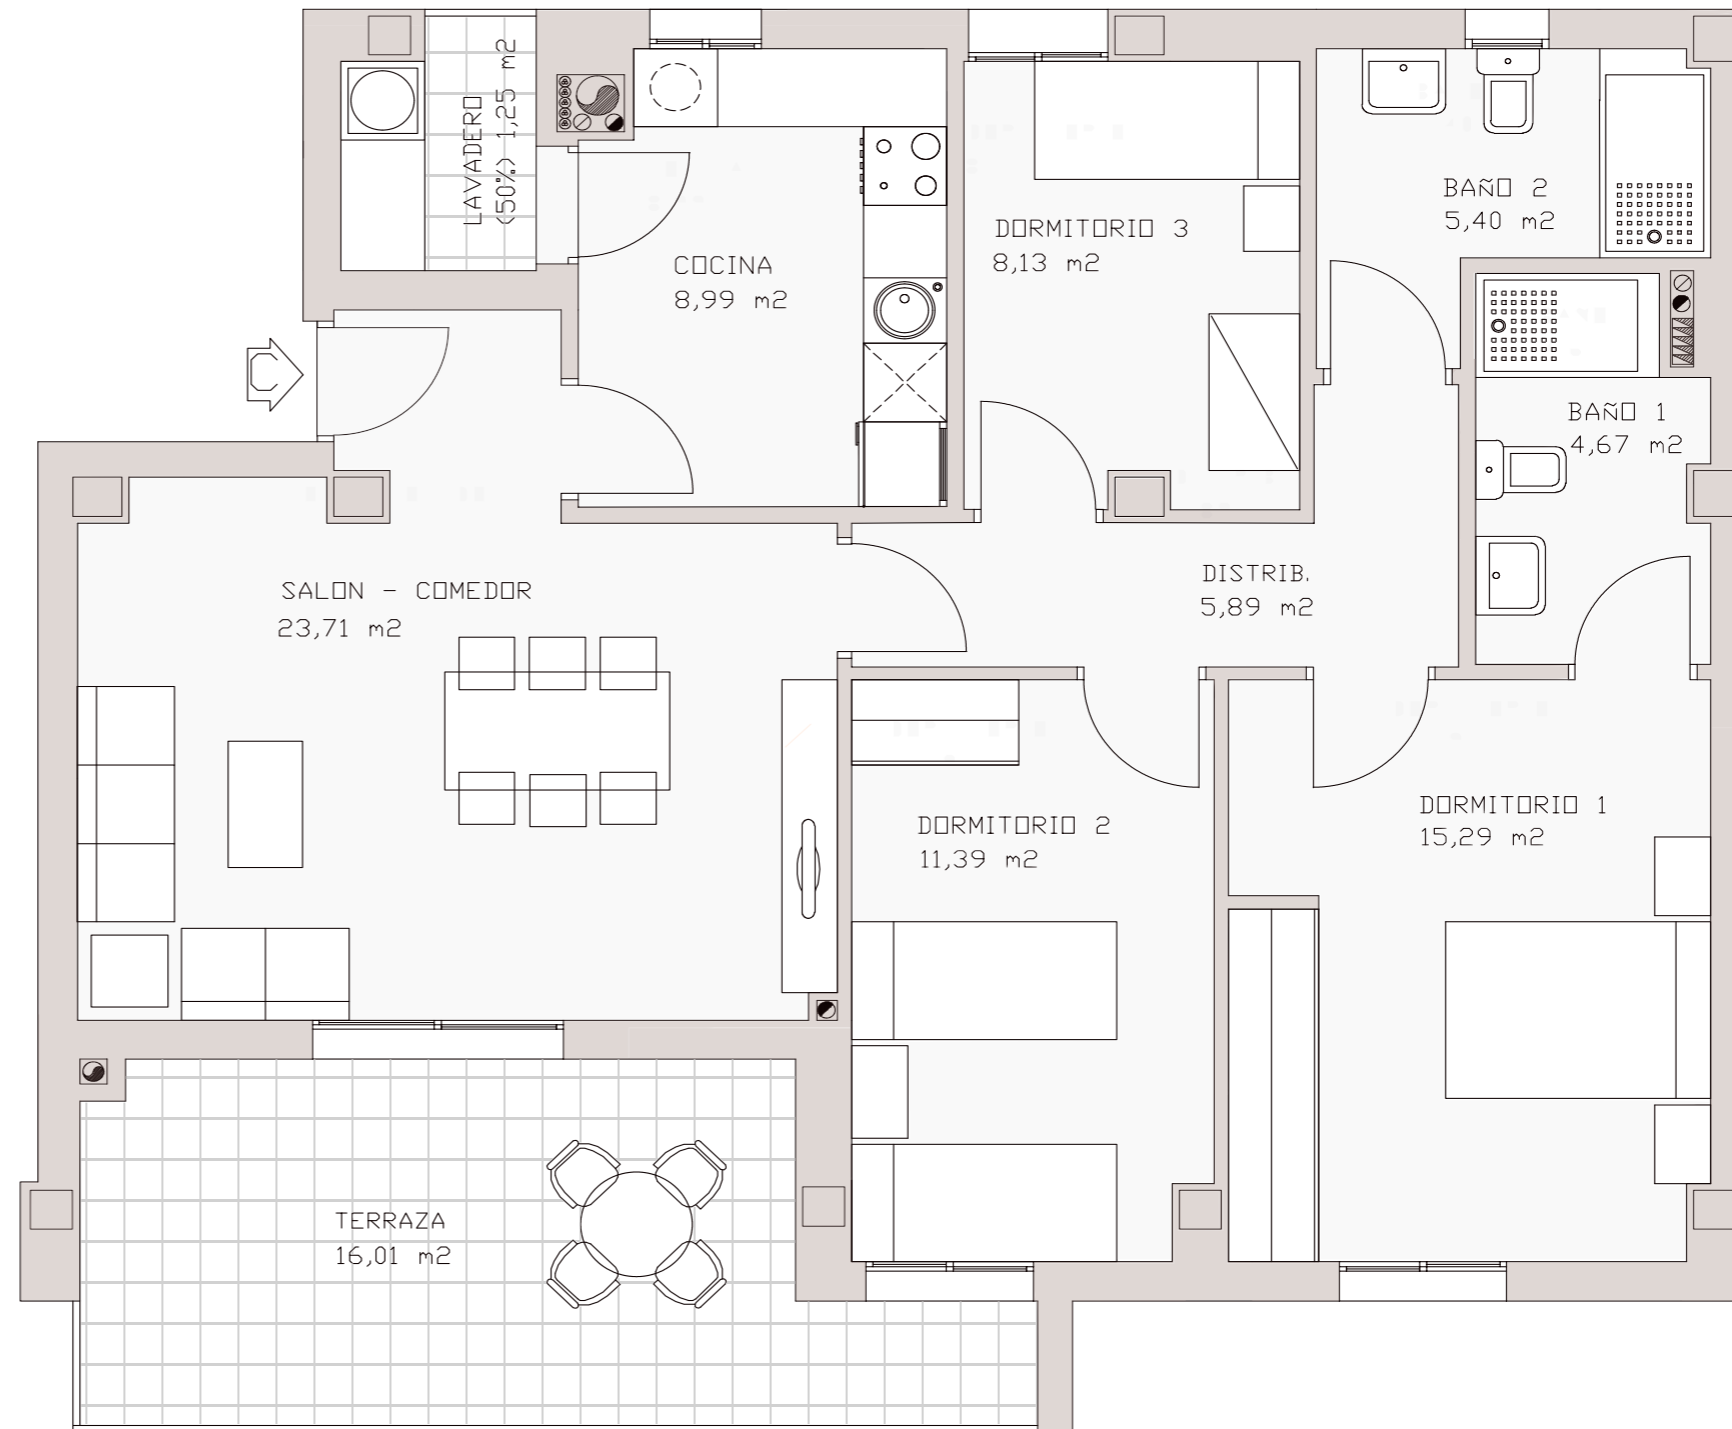 LAVADERO
(50%) 1,25 m2
COCINA
8,99 m2
DORMITORIO 3
8,13 m2
BAÑO 2
5,40 m2
BAÑO 1
4,67 m2
C
SALON - COMEDOR
23,71 m2
DISTRIB.
5,89 m2
DORMITORIO 2
11,39 m2
DORMITORIO 1
15,29 m2
TERRAZA
16,01 m2